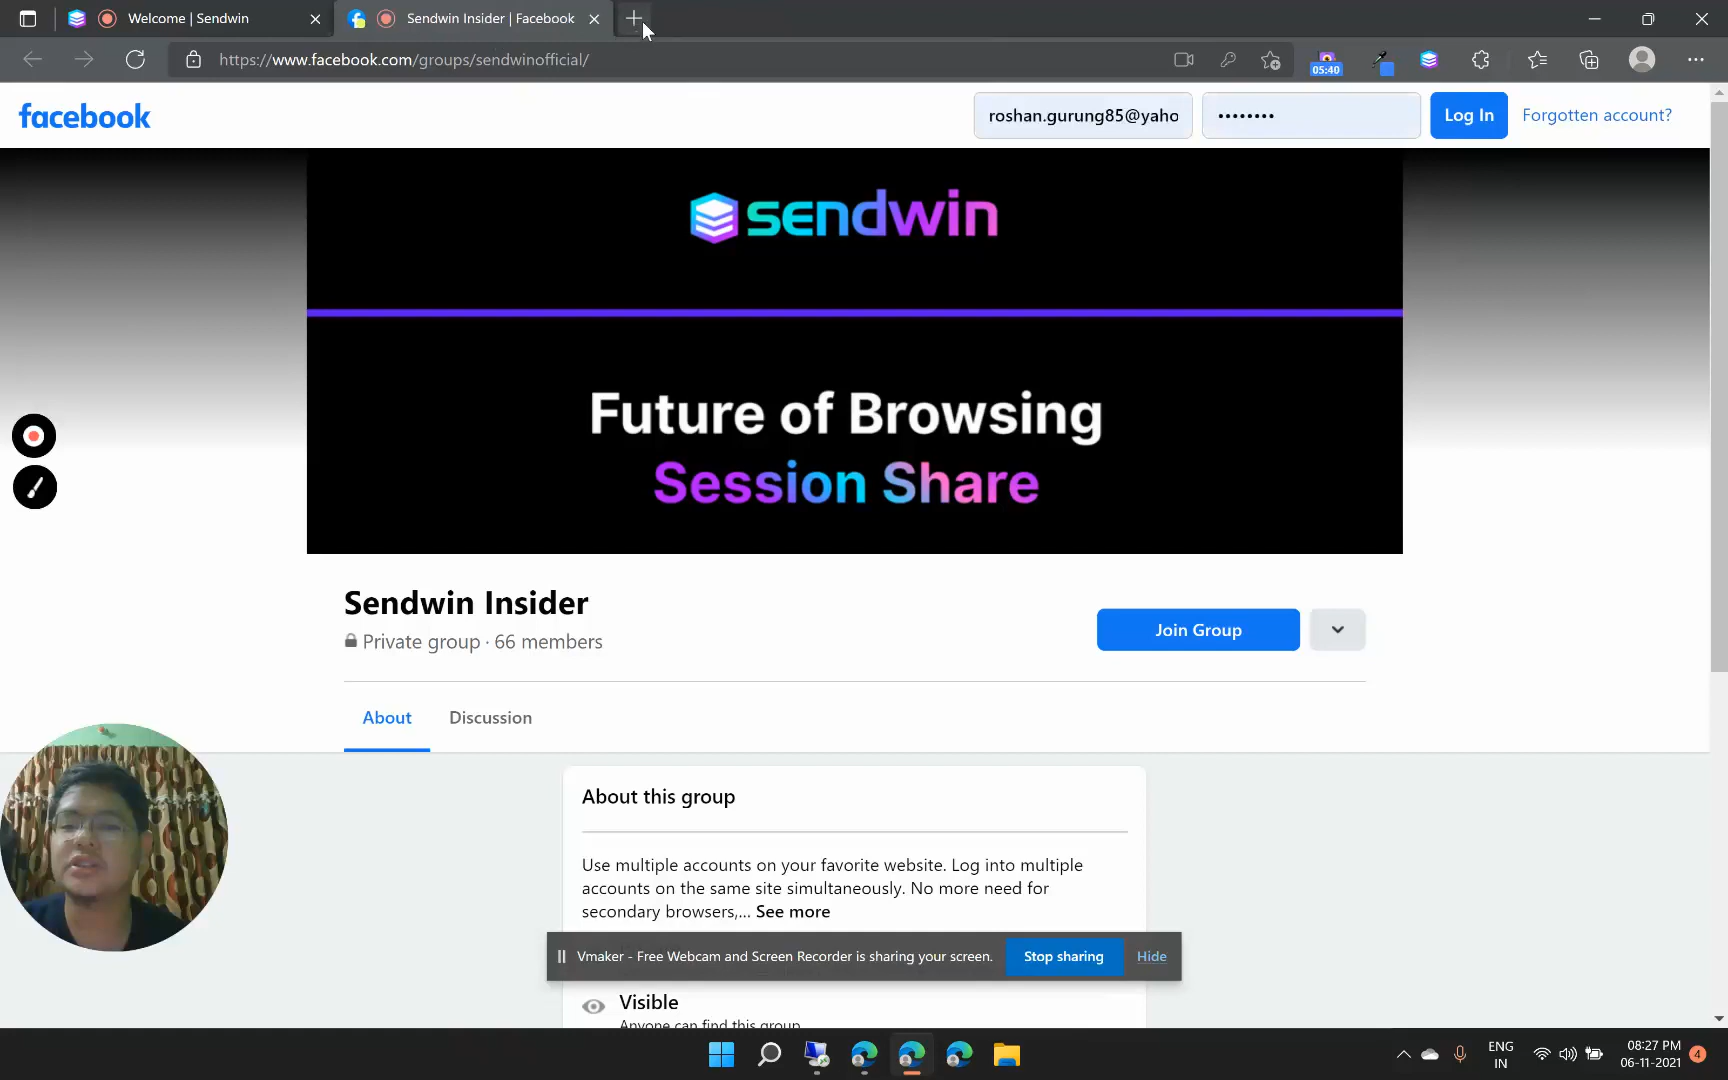 Welcome | Sendwin
Sendwin Insider | Facebook
https://www.facebook.com/groups/sendwinofficial/
05:40
facebook
roshan.gurung85@yaho
••••••••
Log In
Forgotten account?
sendwin
Future of Browsing
Session Share
Sendwin Insider
Private group · 66 members
Join Group
About
Discussion
About this group
Use multiple accounts on your favorite website. Log into multiple
accounts on the same site simultaneously. No more need for
secondary browsers,... See more
Vmaker - Free Webcam and Screen Recorder is sharing your screen.
Stop sharing
Hide
Visible
Anyone can find this group
ENG
IN
08:27 PM
06-11-2021
4